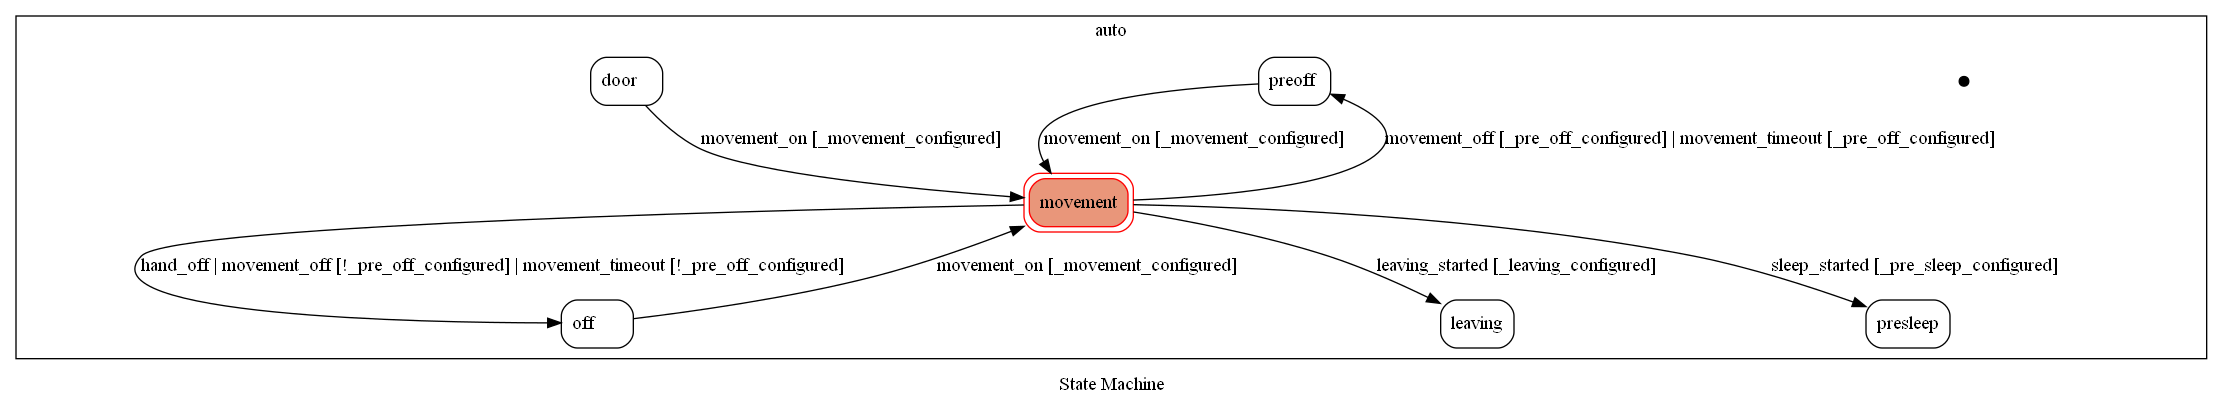 auto
door
preoff
movement_on [_movement_configured]
movement_on [_movement_configured]
movement_off [_pre_off_configured] | movement_timeout [_pre_off_configured]
movement
hand_off | movement_off [!_pre_off_configured] | movement_timeout [!_pre_off_configured]
movement_on [_movement_configured]
leaving_started [_leaving_configured]
sleep_started [_pre_sleep_configured]
off
leaving
presleep
State Machine